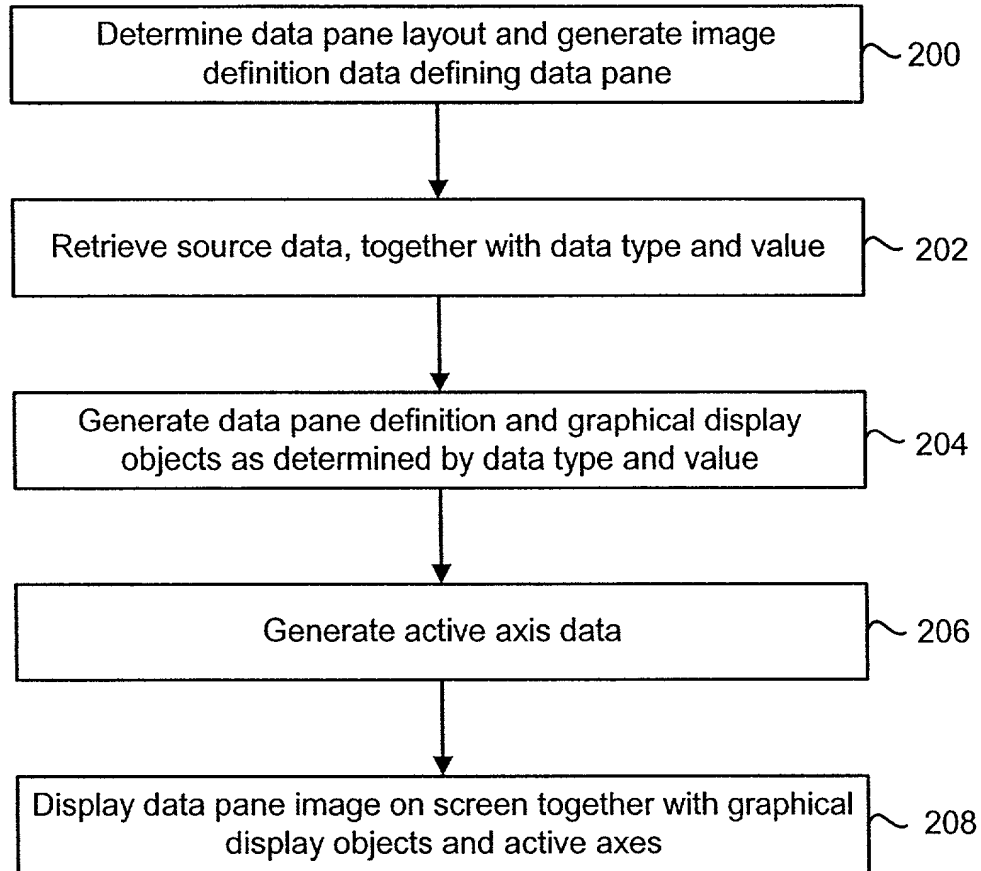 Determine data pane layout and generate image
definition data defining data pane
200
Retrieve source data, together with data type and value
202
Generate data pane definition and graphical display
objects as determined by data type and value
204
Generate active axis data
206
Display data pane image on screen together with graphical
display objects and active axes
208